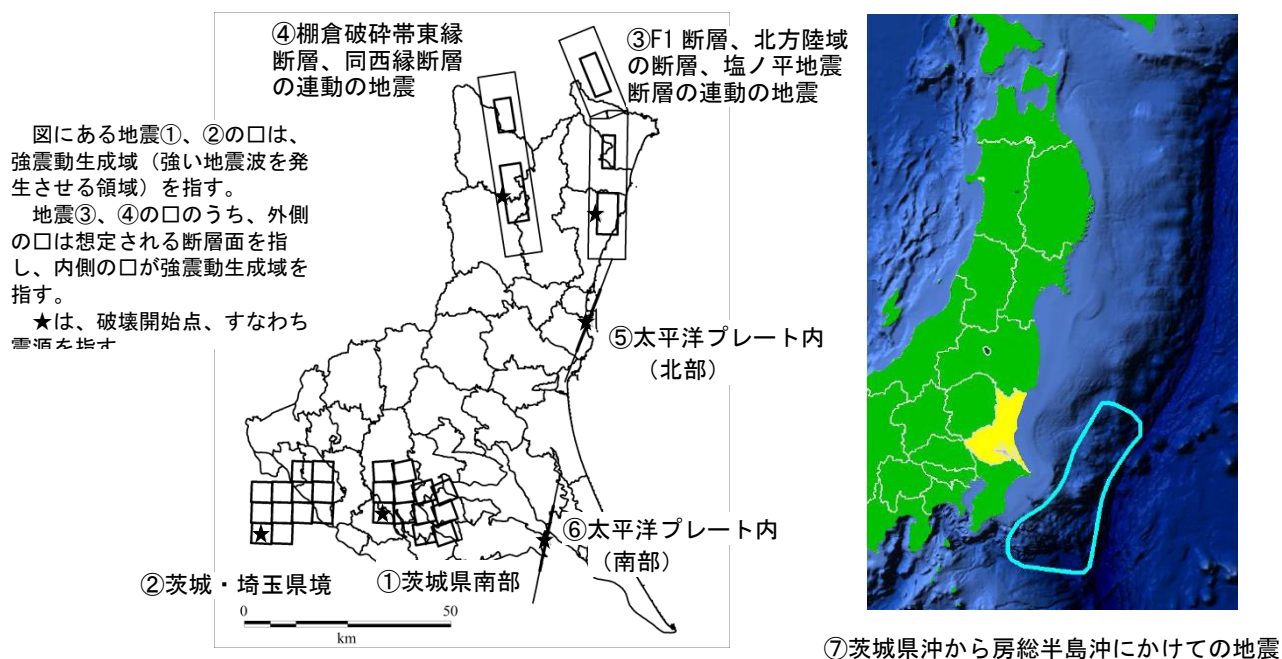 ④棚倉破砕帯東縁
断層、同西縁断層
の連動の地震
③F1 断層、北方陸域
の断層、塩ノ平地震
断層の連動の地震
図にある地震①、②の□は、
強震動生成域（強い地震波を発
生させる領域）を指す。
地震③、④の□のうち、外側
の□は想定される断層面を指
し、内側の□が強震動生成域を
指す。
★は、破壊開始点、すなわち
震源を指す
⑤太平洋プレート内
（北部）
⑥太平洋プレート内
（南部）
②茨城・埼玉県境
①茨城県南部
0
50
km
⑦茨城県沖から房総半島沖にかけての地震